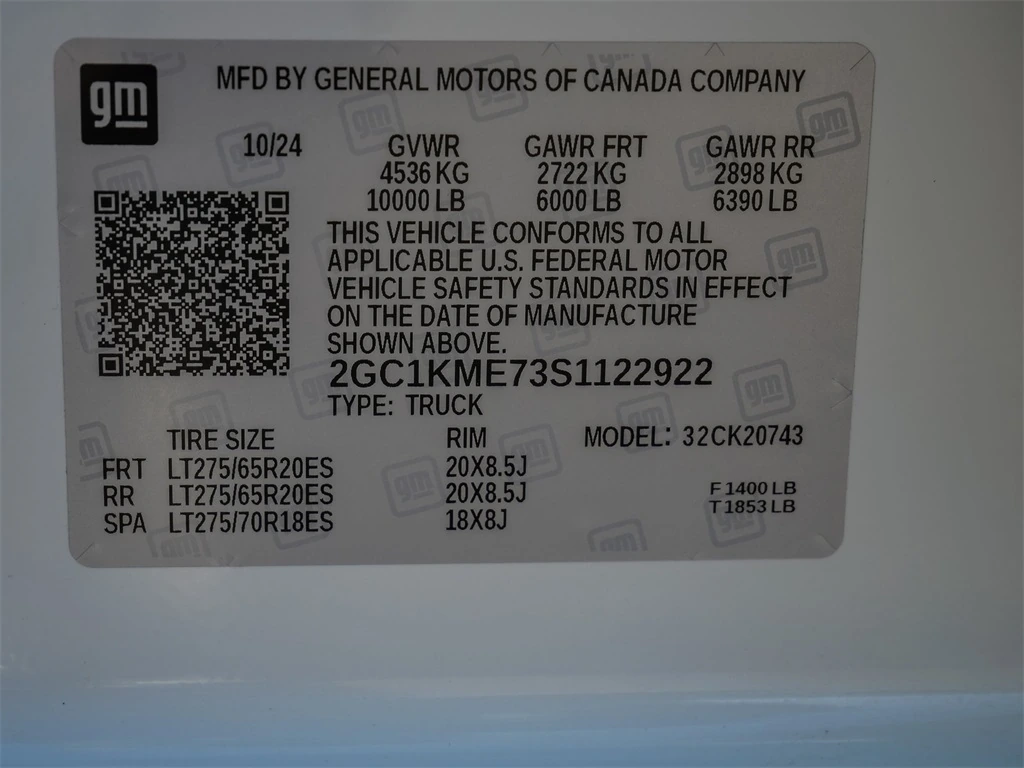 gm
MFD BY GENERAL MOTORS OF CANADA COMPANY
10/24 GVWR GAWR FRT GAWR RR
4536 KG 2722 KG 2898 KG
10000 LB 6000 LB 6390 LB
THIS VEHICLE CONFORMS TO ALL
APPLICABLE U.S. FEDERAL MOTOR
VEHICLE SAFETY STANDARDS IN EFFECT
ON THE DATE OF MANUFACTURE
SHOWN ABOVE.
2GC1KME73S1122922
TYPE: TRUCK
TIRE SIZE RIM MODEL: 32CK20743
FRT LT275/65R20ES 20X8.5J
RR LT275/65R20ES 20X8.5J F 1400 LB
SPA LT275/70R18ES 18X8J T 1853 LB